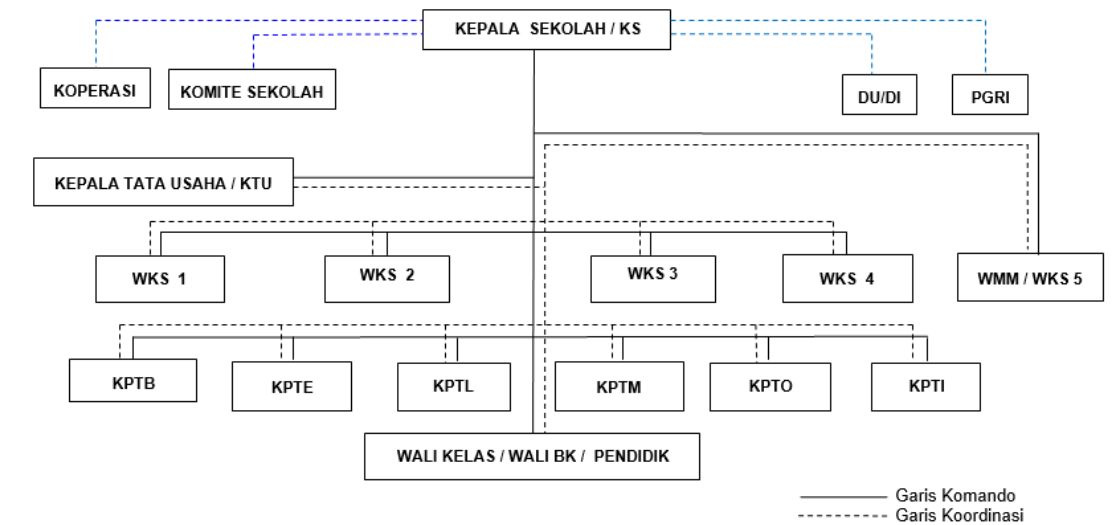 KEPALA SEKOLAH / KS
KOPERASI
KOMITE SEKOLAH
DU/DI
PGRI
KEPALA TATA USAHA / KTU
WKS 1
WKS 2
WKS 3
WKS 4
WMM / WKS 5
KPTB
KPTE
KPTL
KPTM
KPTO
KPTI
WALI KELAS / WALI BK / PENDIDIK
Garis Komando
Garis Koordinasi